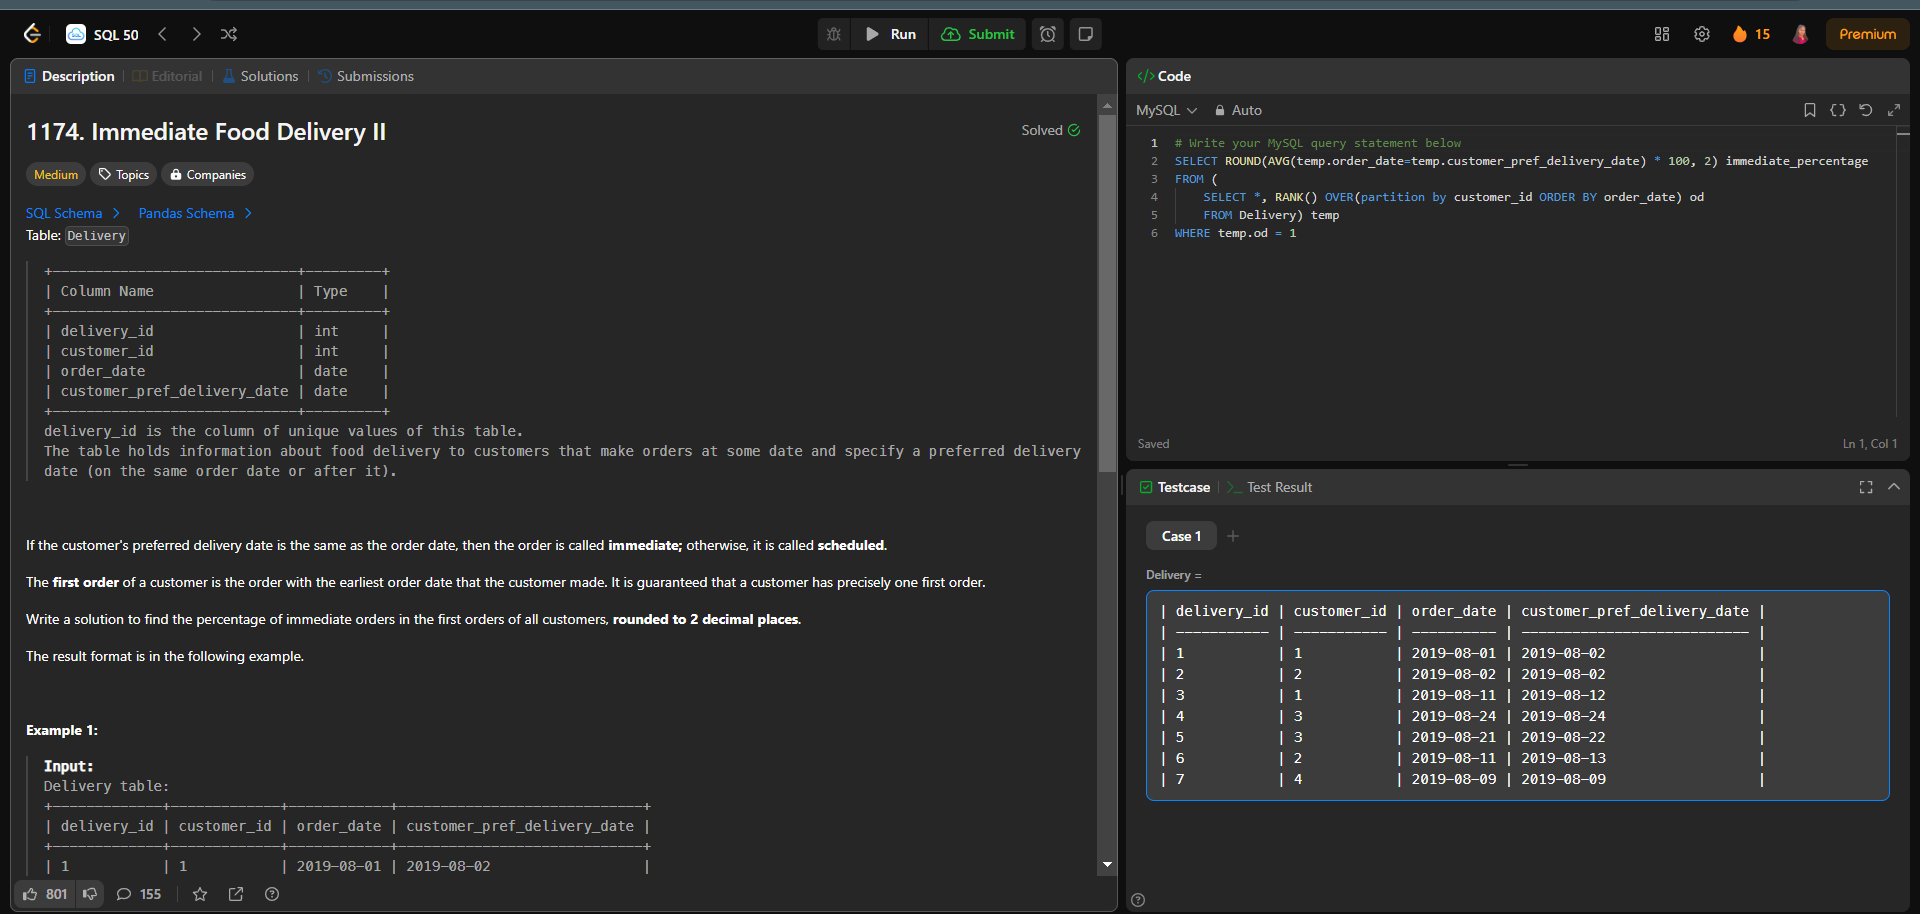 SQL 50
Run
Submit
15
Premium
Description | Editorial | Solutions | Submissions
1174. Immediate Food Delivery II
Solved
Medium
Topics
Companies
SQL Schema
Pandas Schema
Table: Delivery
+-----------------------------+---------+
| Column Name                 | Type    |
+-----------------------------+---------+
| delivery_id                 | int     |
| customer_id                 | int     |
| order_date                  | date    |
| customer_pref_delivery_date | date    |
+-----------------------------+---------+
delivery_id is the column of unique values of this table.
The table holds information about food delivery to customers that make orders at some date and specify a preferred delivery
date (on the same order date or after it).
If the customer's preferred delivery date is the same as the order date, then the order is called immediate; otherwise, it is called scheduled.
The first order of a customer is the order with the earliest order date that the customer made. It is guaranteed that a customer has precisely one first order.
Write a solution to find the percentage of immediate orders in the first orders of all customers, rounded to 2 decimal places.
The result format is in the following example.
Example 1:
Input:
Delivery table:
+-------------+-------------+------------+-----------------------------+
| delivery_id | customer_id | order_date | customer_pref_delivery_date |
+-------------+-------------+------------+-----------------------------+
| 1           | 1           | 2019-08-01 | 2019-08-02                  |
801
155
</> Code
MySQL
Auto
1 # Write your MySQL query statement below
2 SELECT ROUND(AVG(temp.order_date=temp.customer_pref_delivery_date) * 100, 2) immediate_percentage
3 FROM (
4     SELECT *, RANK() OVER(partition by customer_id ORDER BY order_date) od
5     FROM Delivery) temp
6 WHERE temp.od = 1
Saved
Ln 1, Col 1
Testcase | >_ Test Result
Case 1
+
Delivery =
| delivery_id | customer_id | order_date | customer_pref_delivery_date |
| ----------- | ----------- | ---------- | --------------------------- |
| 1           | 1           | 2019-08-01 | 2019-08-02                  |
| 2           | 2           | 2019-08-02 | 2019-08-02                  |
| 3           | 1           | 2019-08-11 | 2019-08-12                  |
| 4           | 3           | 2019-08-24 | 2019-08-24                  |
| 5           | 3           | 2019-08-21 | 2019-08-22                  |
| 6           | 2           | 2019-08-11 | 2019-08-13                  |
| 7           | 4           | 2019-08-09 | 2019-08-09                  |